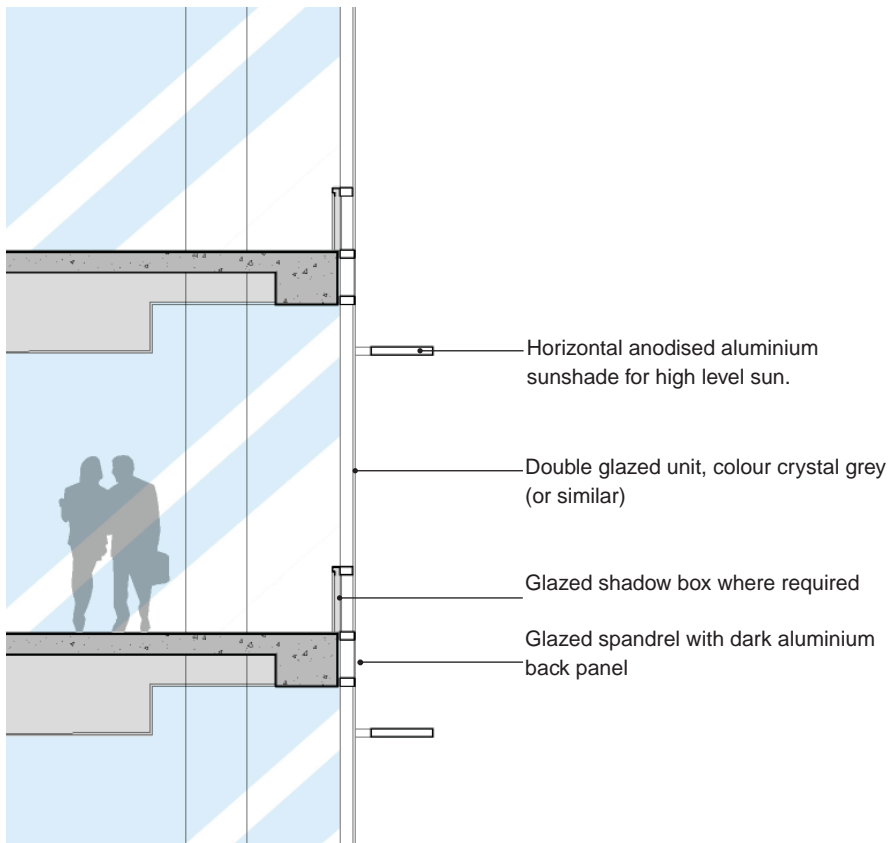 Horizontal anodised aluminium
sunshade for high level sun.
Double glazed unit, colour crystal grey
(or similar)
Glazed shadow box where required
Glazed spandrel with dark aluminium
back panel